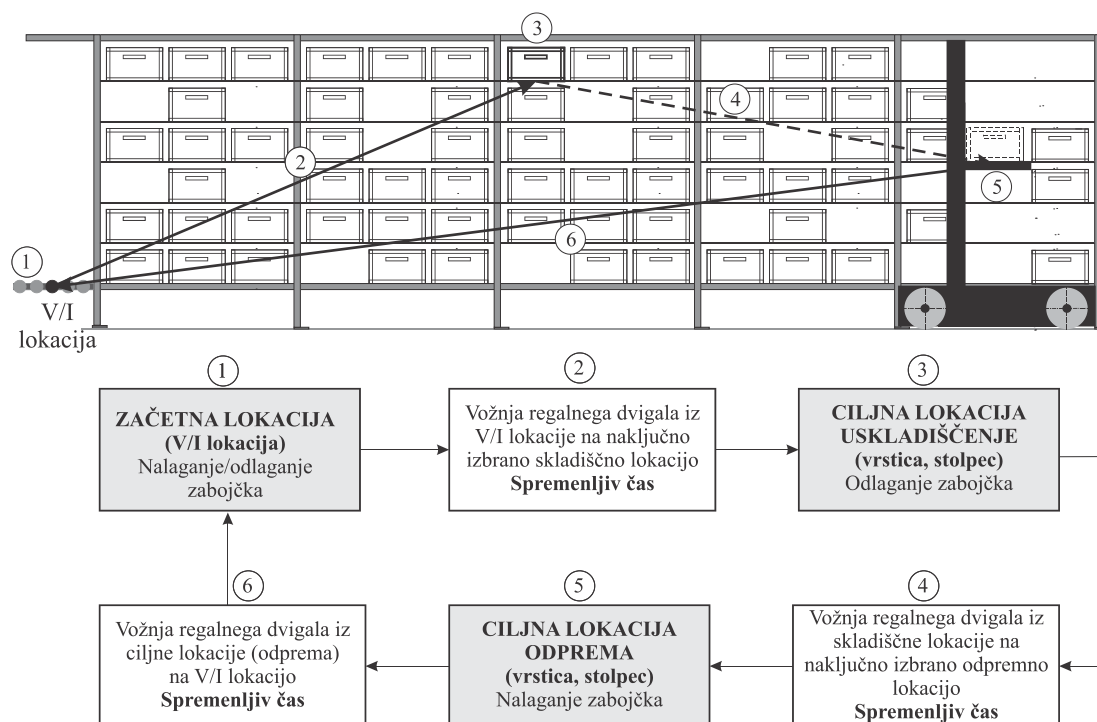 3
4
2
5
6
1
V/I
lokacija
1
ZAČETNA LOKACIJA
(V/I lokacija)
Nalaganje/odlaganje
zabojčka
2
Vožnja regalnega dvigala iz
V/I lokacije na naključno
izbrano skladiščno lokocijo
Spremenljiv čas
3
CILJNA LOKACIJA
USKLADIŠČENJE
(vrstica, stolpec)
Odlaganje zabojčka
6
Vožnja regalnega dvigala iz
ciljne lokacije (odprema)
na V/I lokocijo
Spremenljiv čas
5
CILJNA LOKACIJA
ODPREMA
(vrstica, stolpec)
Nalaganje zabojčka
4
Vožnja regalnega dvigala iz
skladiščne lokacije na
naključno izbrano odpremno
lokocijo
Spremenljiv čas